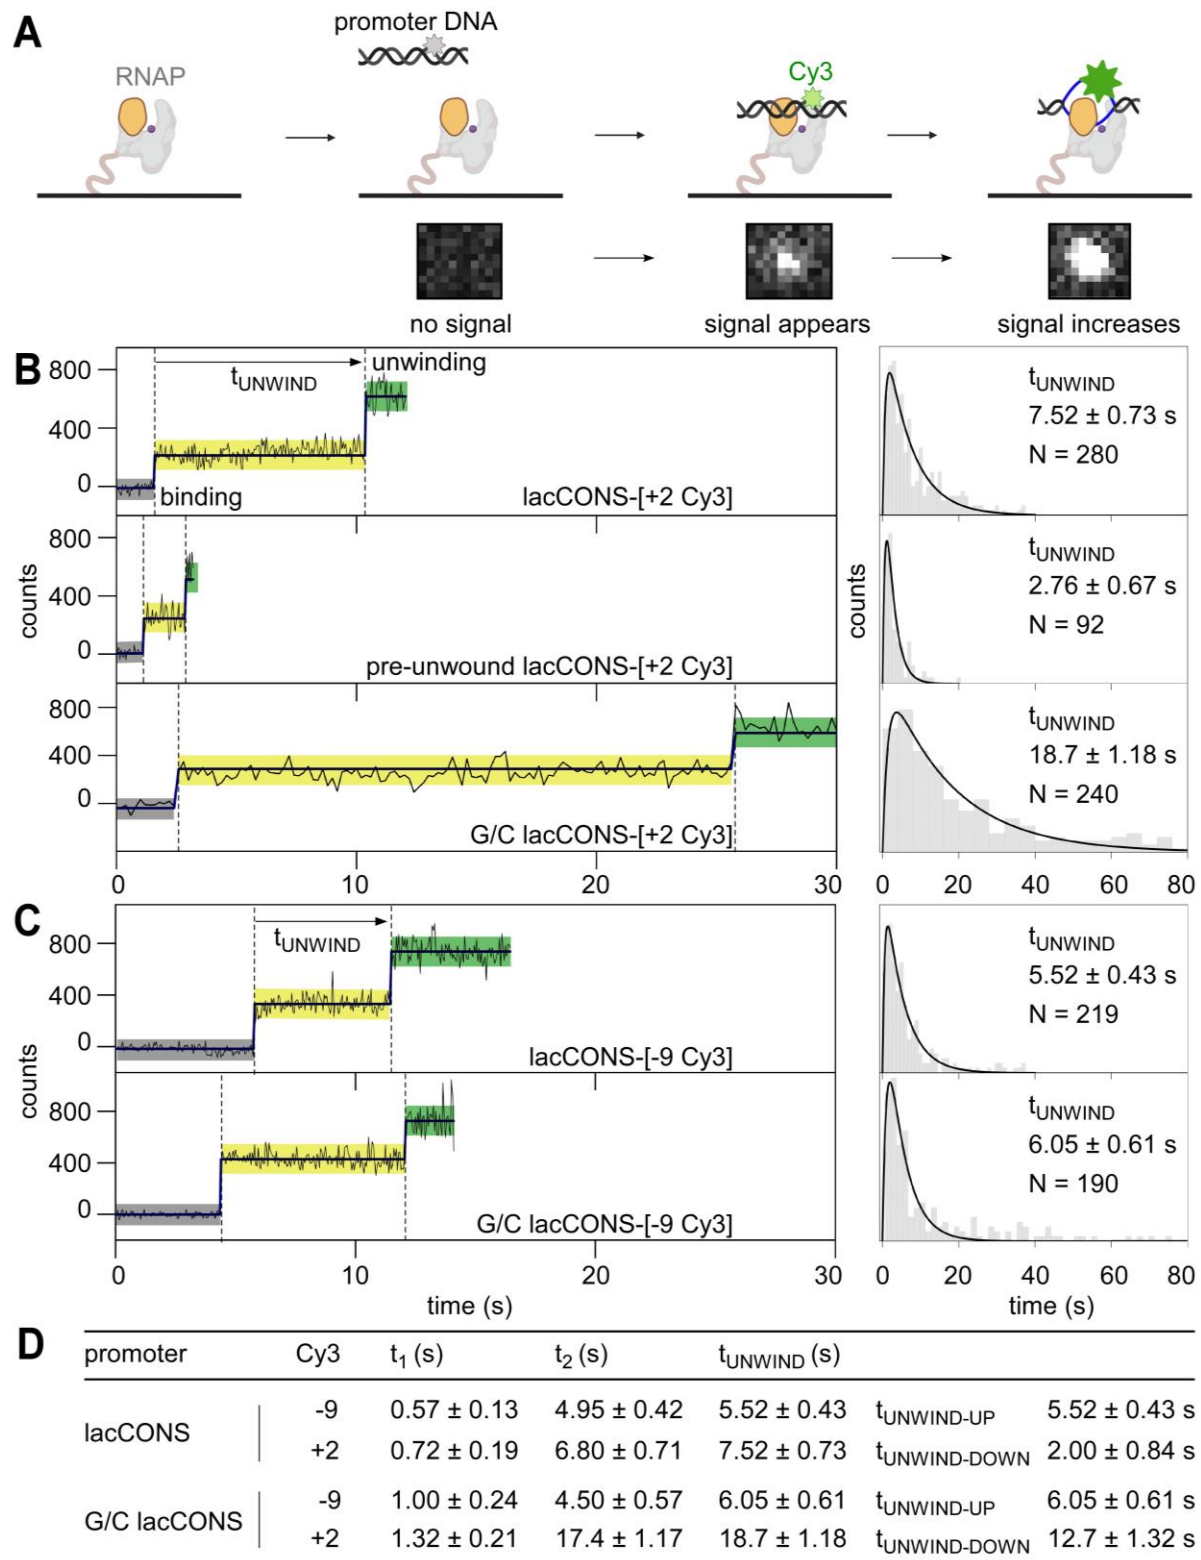 A
promoter DNA
RNAP
Cy3
no signal
signal appears
signal increases
B
800
400
0
tUNWIND
unwinding
binding
lacCONS-[+2 Cy3]
tUNWIND
7.52 ± 0.73 s
N = 280
800
400
0
counts
pre-unwound lacCONS-[+2 Cy3]
counts
tUNWIND
2.76 ± 0.67 s
N = 92
800
400
0
G/C lacCONS-[+2 Cy3]
tUNWIND
18.7 ± 1.18 s
N = 240
0 10 20 30
0 20 40 60 80
C
800
400
0
tUNWIND
lacCONS-[-9 Cy3]
tUNWIND
5.52 ± 0.43 s
N = 219
counts
800
400
0
G/C lacCONS-[-9 Cy3]
tUNWIND
6.05 ± 0.61 s
N = 190
0 10 20 30
0 20 40 60 80
time (s)
time (s)
D
promoter Cy3 t1 (s) t2 (s) tUNWIND (s)
lacCONS
-9 0.57 ± 0.13 4.95 ± 0.42 5.52 ± 0.43 tUNWIND-UP 5.52 ± 0.43 s
+2 0.72 ± 0.19 6.80 ± 0.71 7.52 ± 0.73 tUNWIND-DOWN 2.00 ± 0.84 s
G/C lacCONS
-9 1.00 ± 0.24 4.50 ± 0.57 6.05 ± 0.61 tUNWIND-UP 6.05 ± 0.61 s
+2 1.32 ± 0.21 17.4 ± 1.17 18.7 ± 1.18 tUNWIND-DOWN 12.7 ± 1.32 s